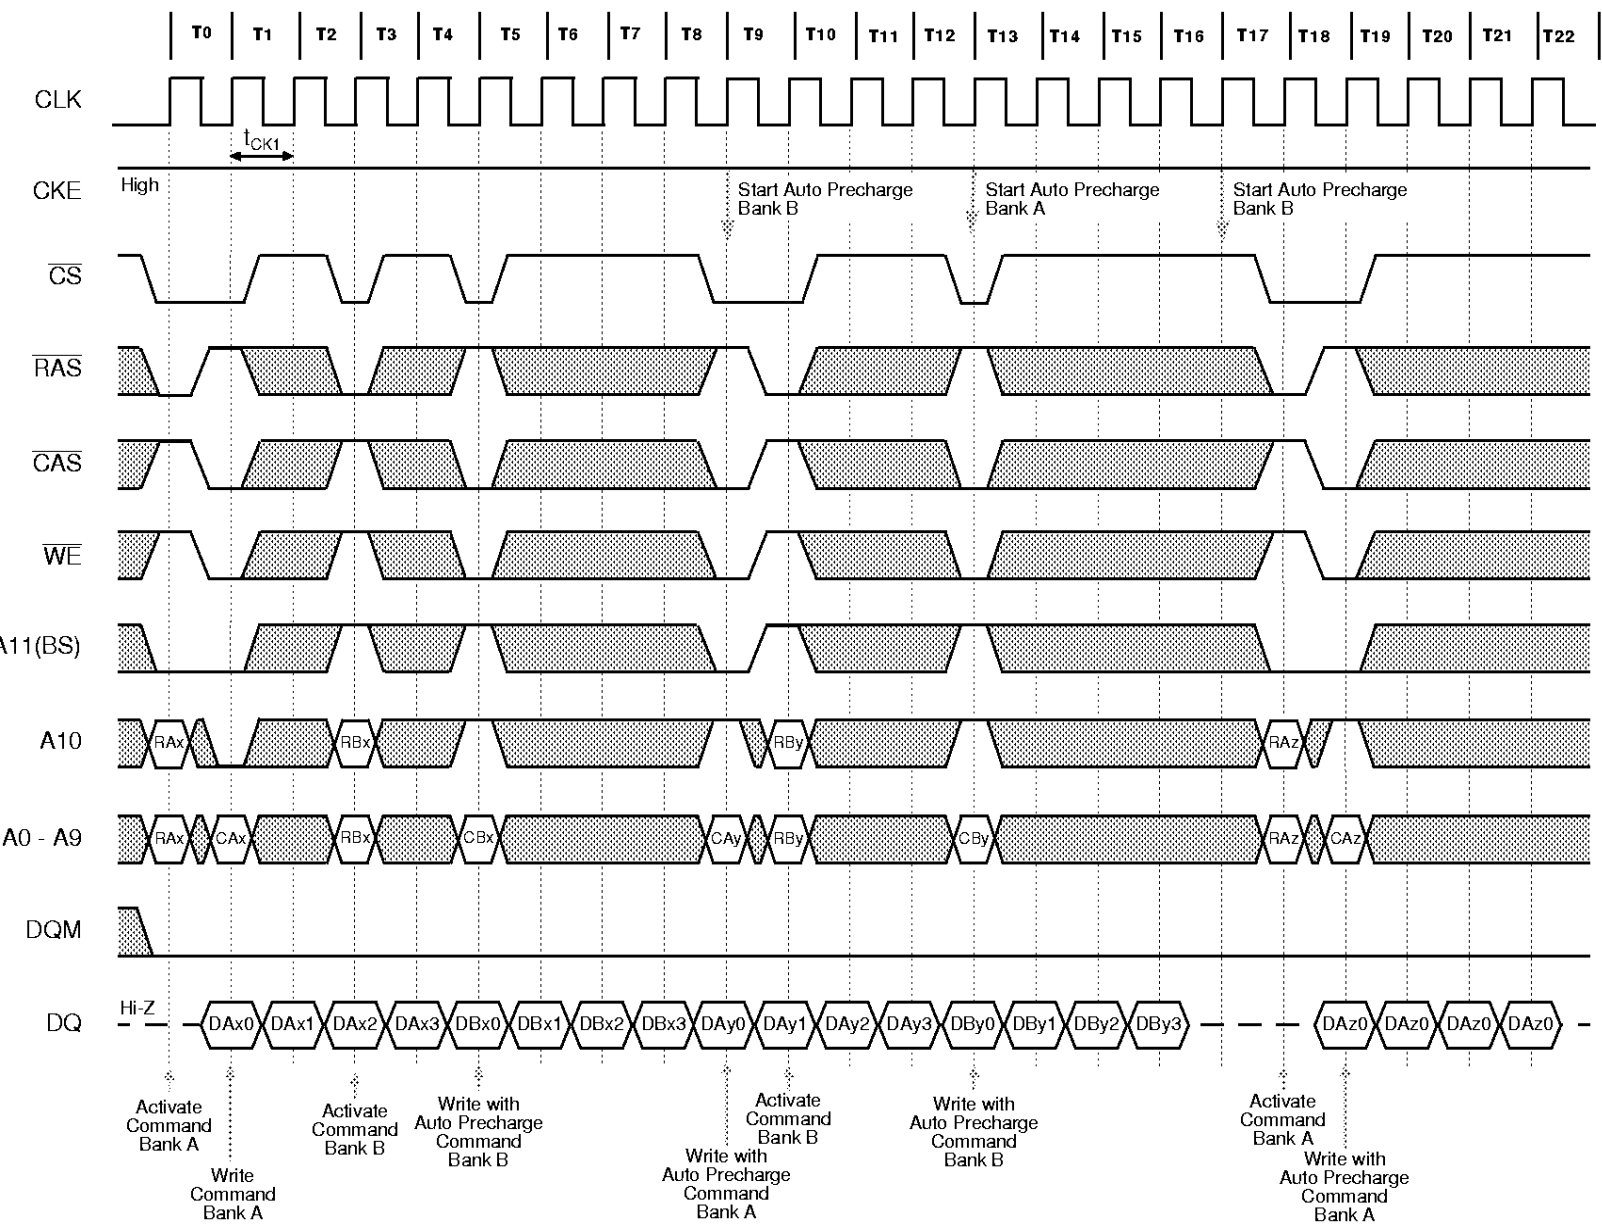 T0 T1 T2 T3 T4 T5 T6 T7 T8 T9 T10 T11 T12 T13 T14 T15 T16 T17 T18 T19 T20 T21 T22
CLK
tCK1
CKE
High
Start Auto Precharge
Bank B
Start Auto Precharge
Bank A
Start Auto Precharge
Bank B
CS
RAS
CAS
WE
A11(BS)
A10
RAx RBx RBy RAz
A0 - A9
RAx CAx RBx CBx CAy RBy CBy RAz CAz
DQM
DQ
Hi-Z
DAx0 DAx1 DAx2 DAx3 DBx0 DBx1 DBx2 DBx3 DAy0 DAy1 DAy2 DAy3 DBy0 DBy1 DBy2 DBy3 DAz0 DAz0 DAz0 DAz0
Activate
Command
Bank A
Write
Command
Bank A
Activate
Command
Bank B
Write with
Auto Precharge
Command
Bank B
Write with
Auto Precharge
Command
Bank A
Activate
Command
Bank B
Write with
Auto Precharge
Command
Bank B
Activate
Command
Bank A
Write with
Auto Precharge
Command
Bank A